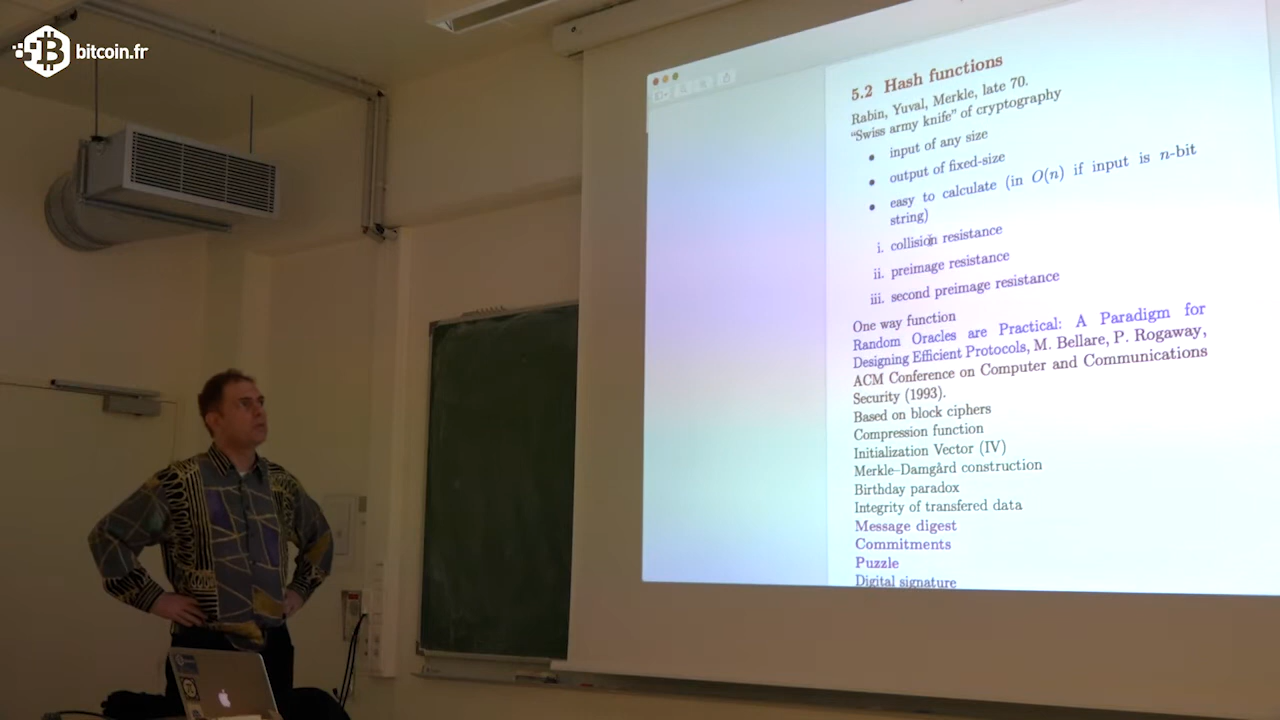 bitcoin.fr
5.2 Hash functions
Rabin, Yuval, Merkle, late 70.
“Swiss army knife” of cryptography
• input of any size
• output of fixed-size
• easy to calculate (in O(n) if input is n-bit
string)
i. collision resistance
ii. preimage resistance
iii. second preimage resistance
One way function
Random Oracles are Practical: A Paradigm for
Designing Efficient Protocols, M. Bellare, P. Rogaway,
ACM Conference on Computer and Communications
Security (1993).
Based on block ciphers
Compression function
Initialization Vector (IV)
Merkle–Damgård construction
Birthday paradox
Integrity of transfered data
Message digest
Commitments
Puzzle
Digital signature